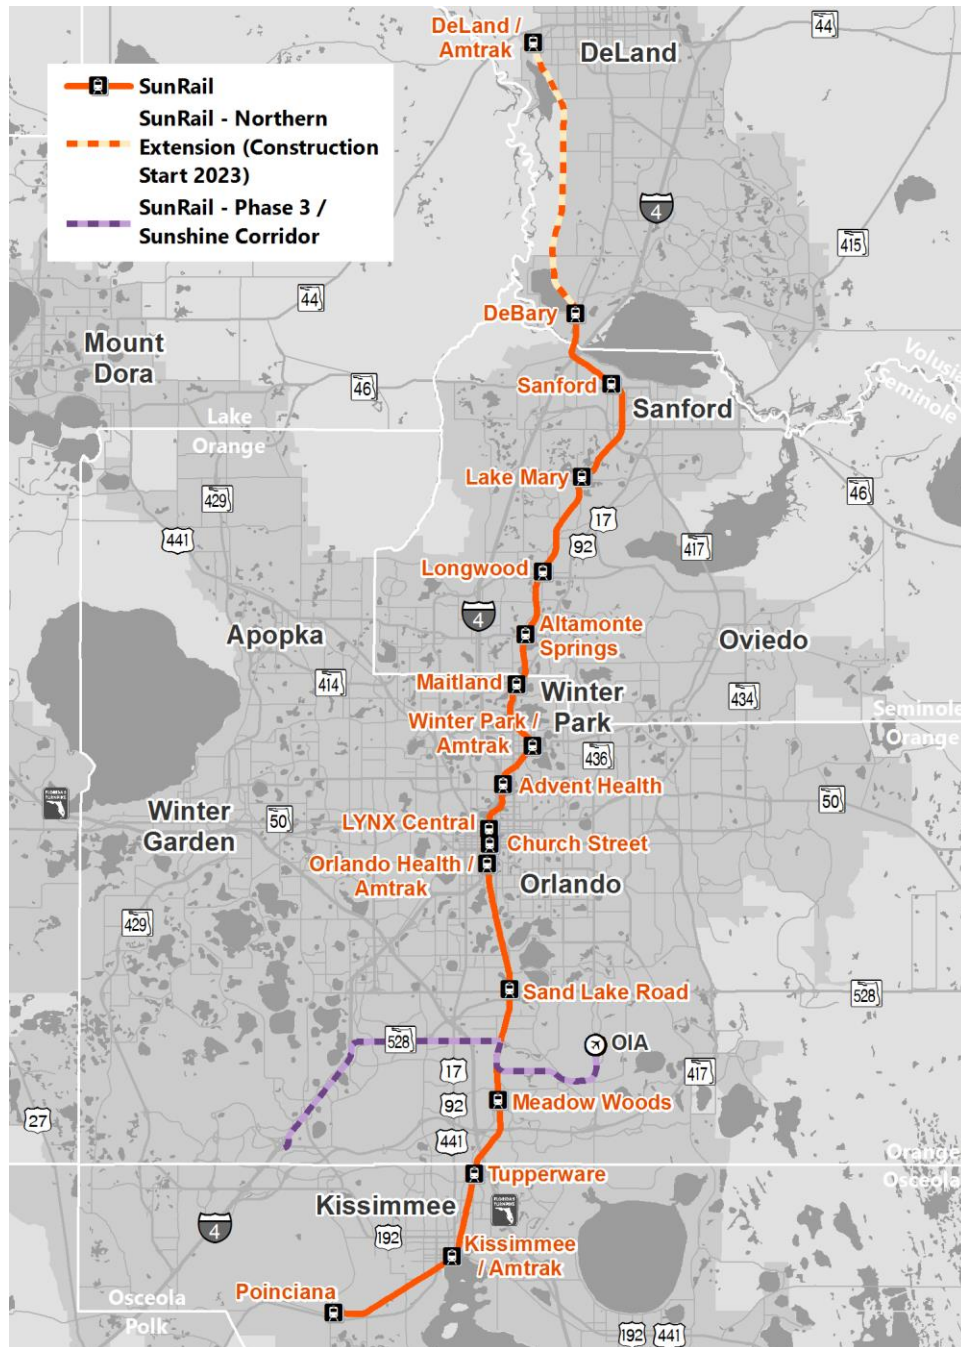 DeLand /
Amtrak
DeLand
44
SunRail
SunRail - Northern
Extension (Construction
Start 2023)
SunRail - Phase 3 /
Sunshine Corridor
4
415
44
DeBary
Mount
Dora
46
Sanford
Sanford
Volusia
Seminole
Lake
Orange
Lake Mary
46
429
17
441
92
417
Longwood
4
Altamonte
Springs
Apopka
Oviedo
414
Maitland
Winter
Park
434
Seminole
Orange
Winter Park /
Amtrak
436
Advent Health
Winter
Garden
50
50
LYNX Central
Church Street
Orlando Health /
Amtrak
Orlando
429
Sand Lake Road
528
528
OIA
17
417
92
Meadow Woods
27
441
Orange
Osceola
Tupperware
Kissimmee
4
192
Kissimmee
/ Amtrak
Poinciana
Osceola
Polk
192
441